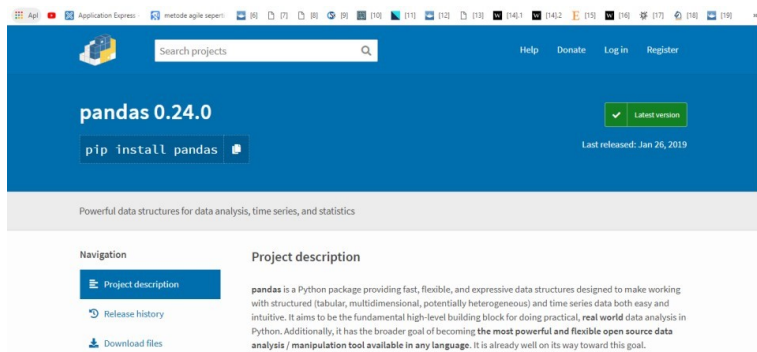 Apl Application Express metode agile sepert [6] [7] [8] [9] [10] [11] [12] [13] [14].1 [14].2 [15] [16] [17] [18] [19] »
Search projects Help Donate Log in Register
pandas 0.24.0
Latest version
pip install pandas
Last released: Jan 26, 2019
Powerful data structures for data analysis, time series, and statistics
Navigation
Project description
Project description
pandas is a Python package providing fast, flexible, and expressive data structures designed to make working
with structured (tabular, multidimensional, potentially heterogeneous) and time series data both easy and
intuitive. It aims to be the fundamental high-level building block for doing practical, real world data analysis in
Python. Additionally, it has the broader goal of becoming the most powerful and flexible open source data
analysis / manipulation tool available in any language. It is already well on its way toward this goal.
Release history
Download files